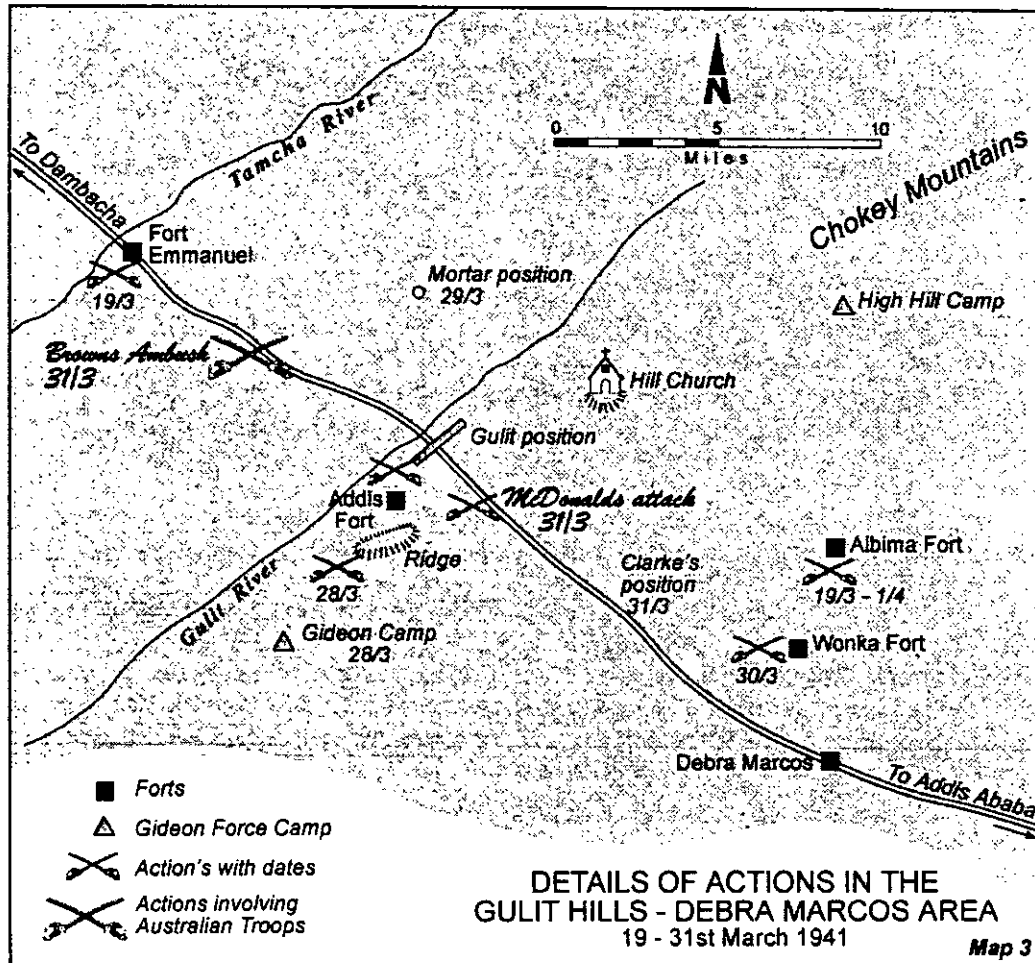 N
0 5 10
Miles
To Dambacha
Tamcha River
Chokey Mountains
Fort
Emmanuel
19/3
Mortar position
29/3
High Hill Camp
Browns Ambush
31/3
Hill Church
Gulit position
Addis
Fort
McDonalds attack
31/3
Ridge
28/3
Gulit River
Clarke's
position
31/3
Albima Fort
19/3 - 1/4
Gideon Camp
28/3
Wonka Fort
30/3
Debra Marcos
To Addis Ababa
Forts
Gideon Force Camp
Action's with dates
Actions involving
Australian Troops
DETAILS OF ACTIONS IN THE
GULIT HILLS - DEBRA MARCOS AREA
19 - 31st March 1941
Map 3